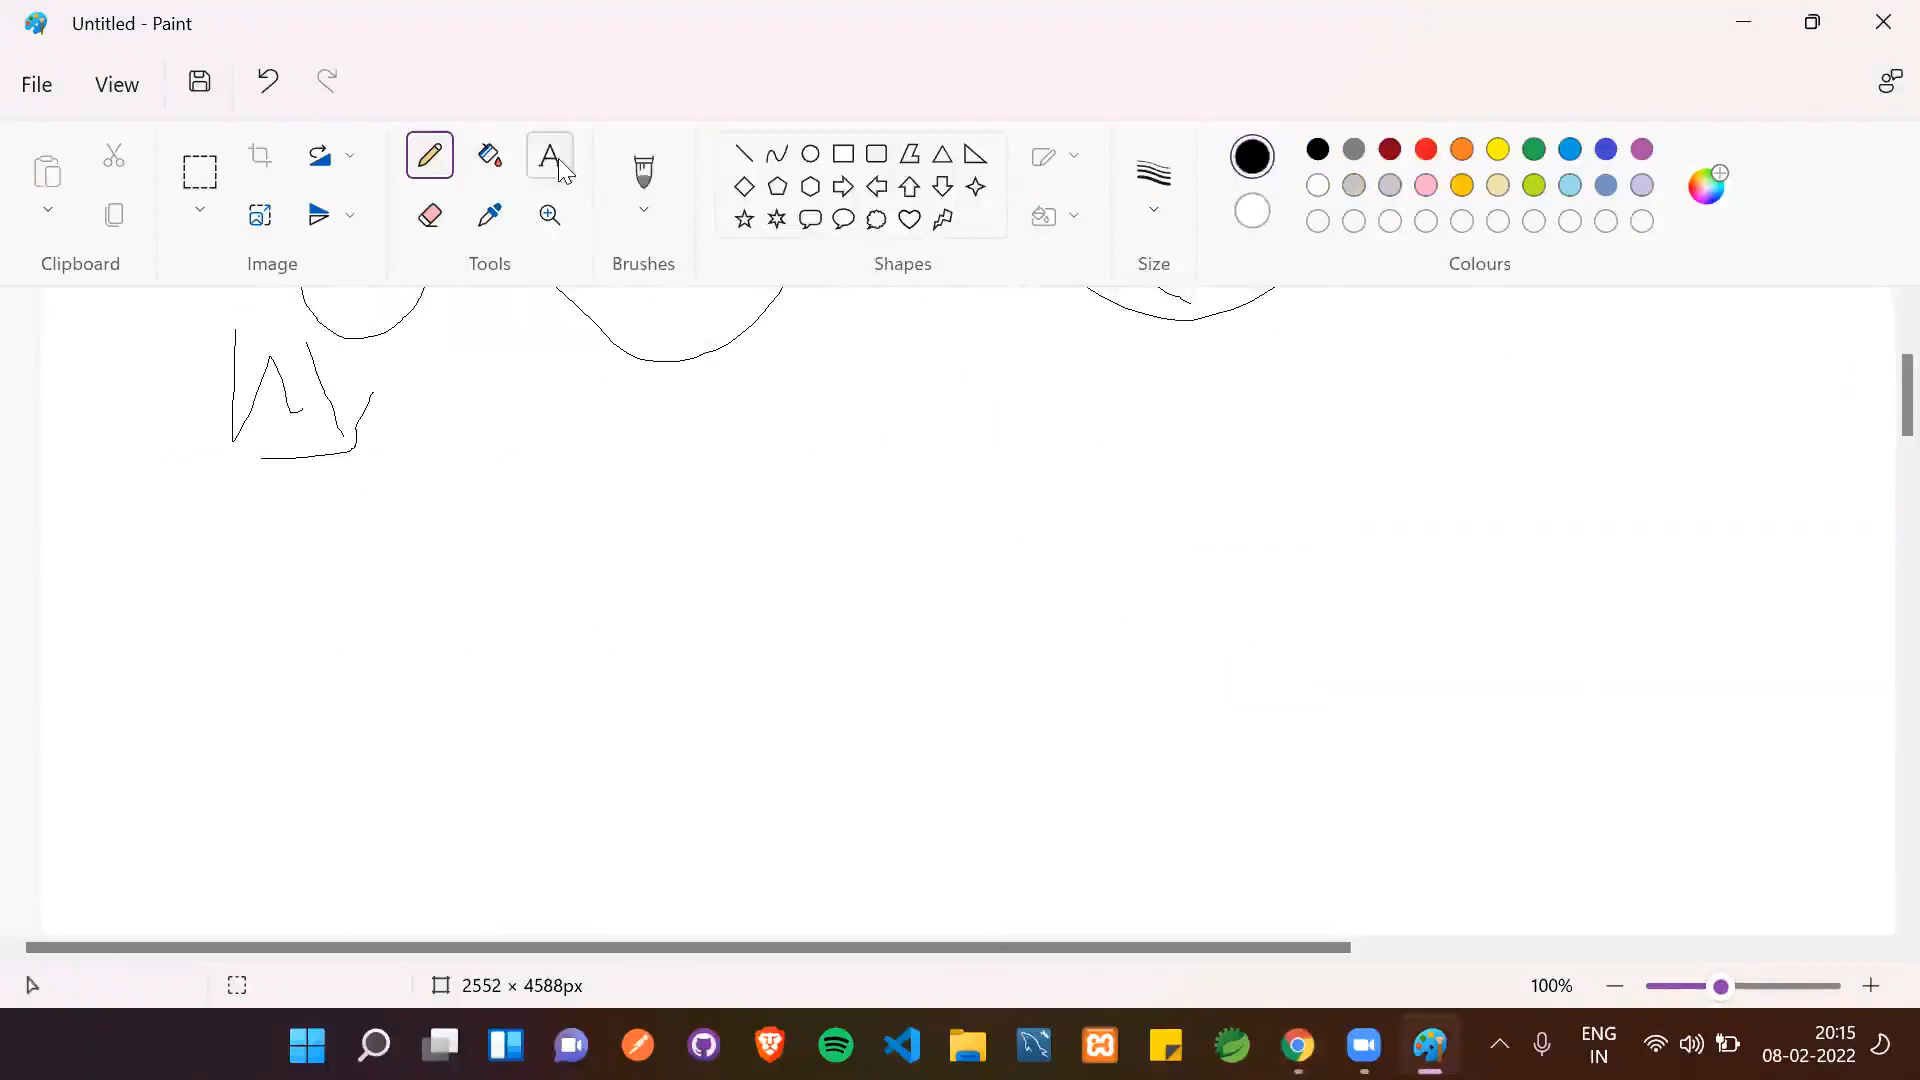 Untitled - Paint
File View
Clipboard Image Tools Brushes Shapes Size Colours
2552 × 4588px 100%
ENG 20:15
IN 08-02-2022